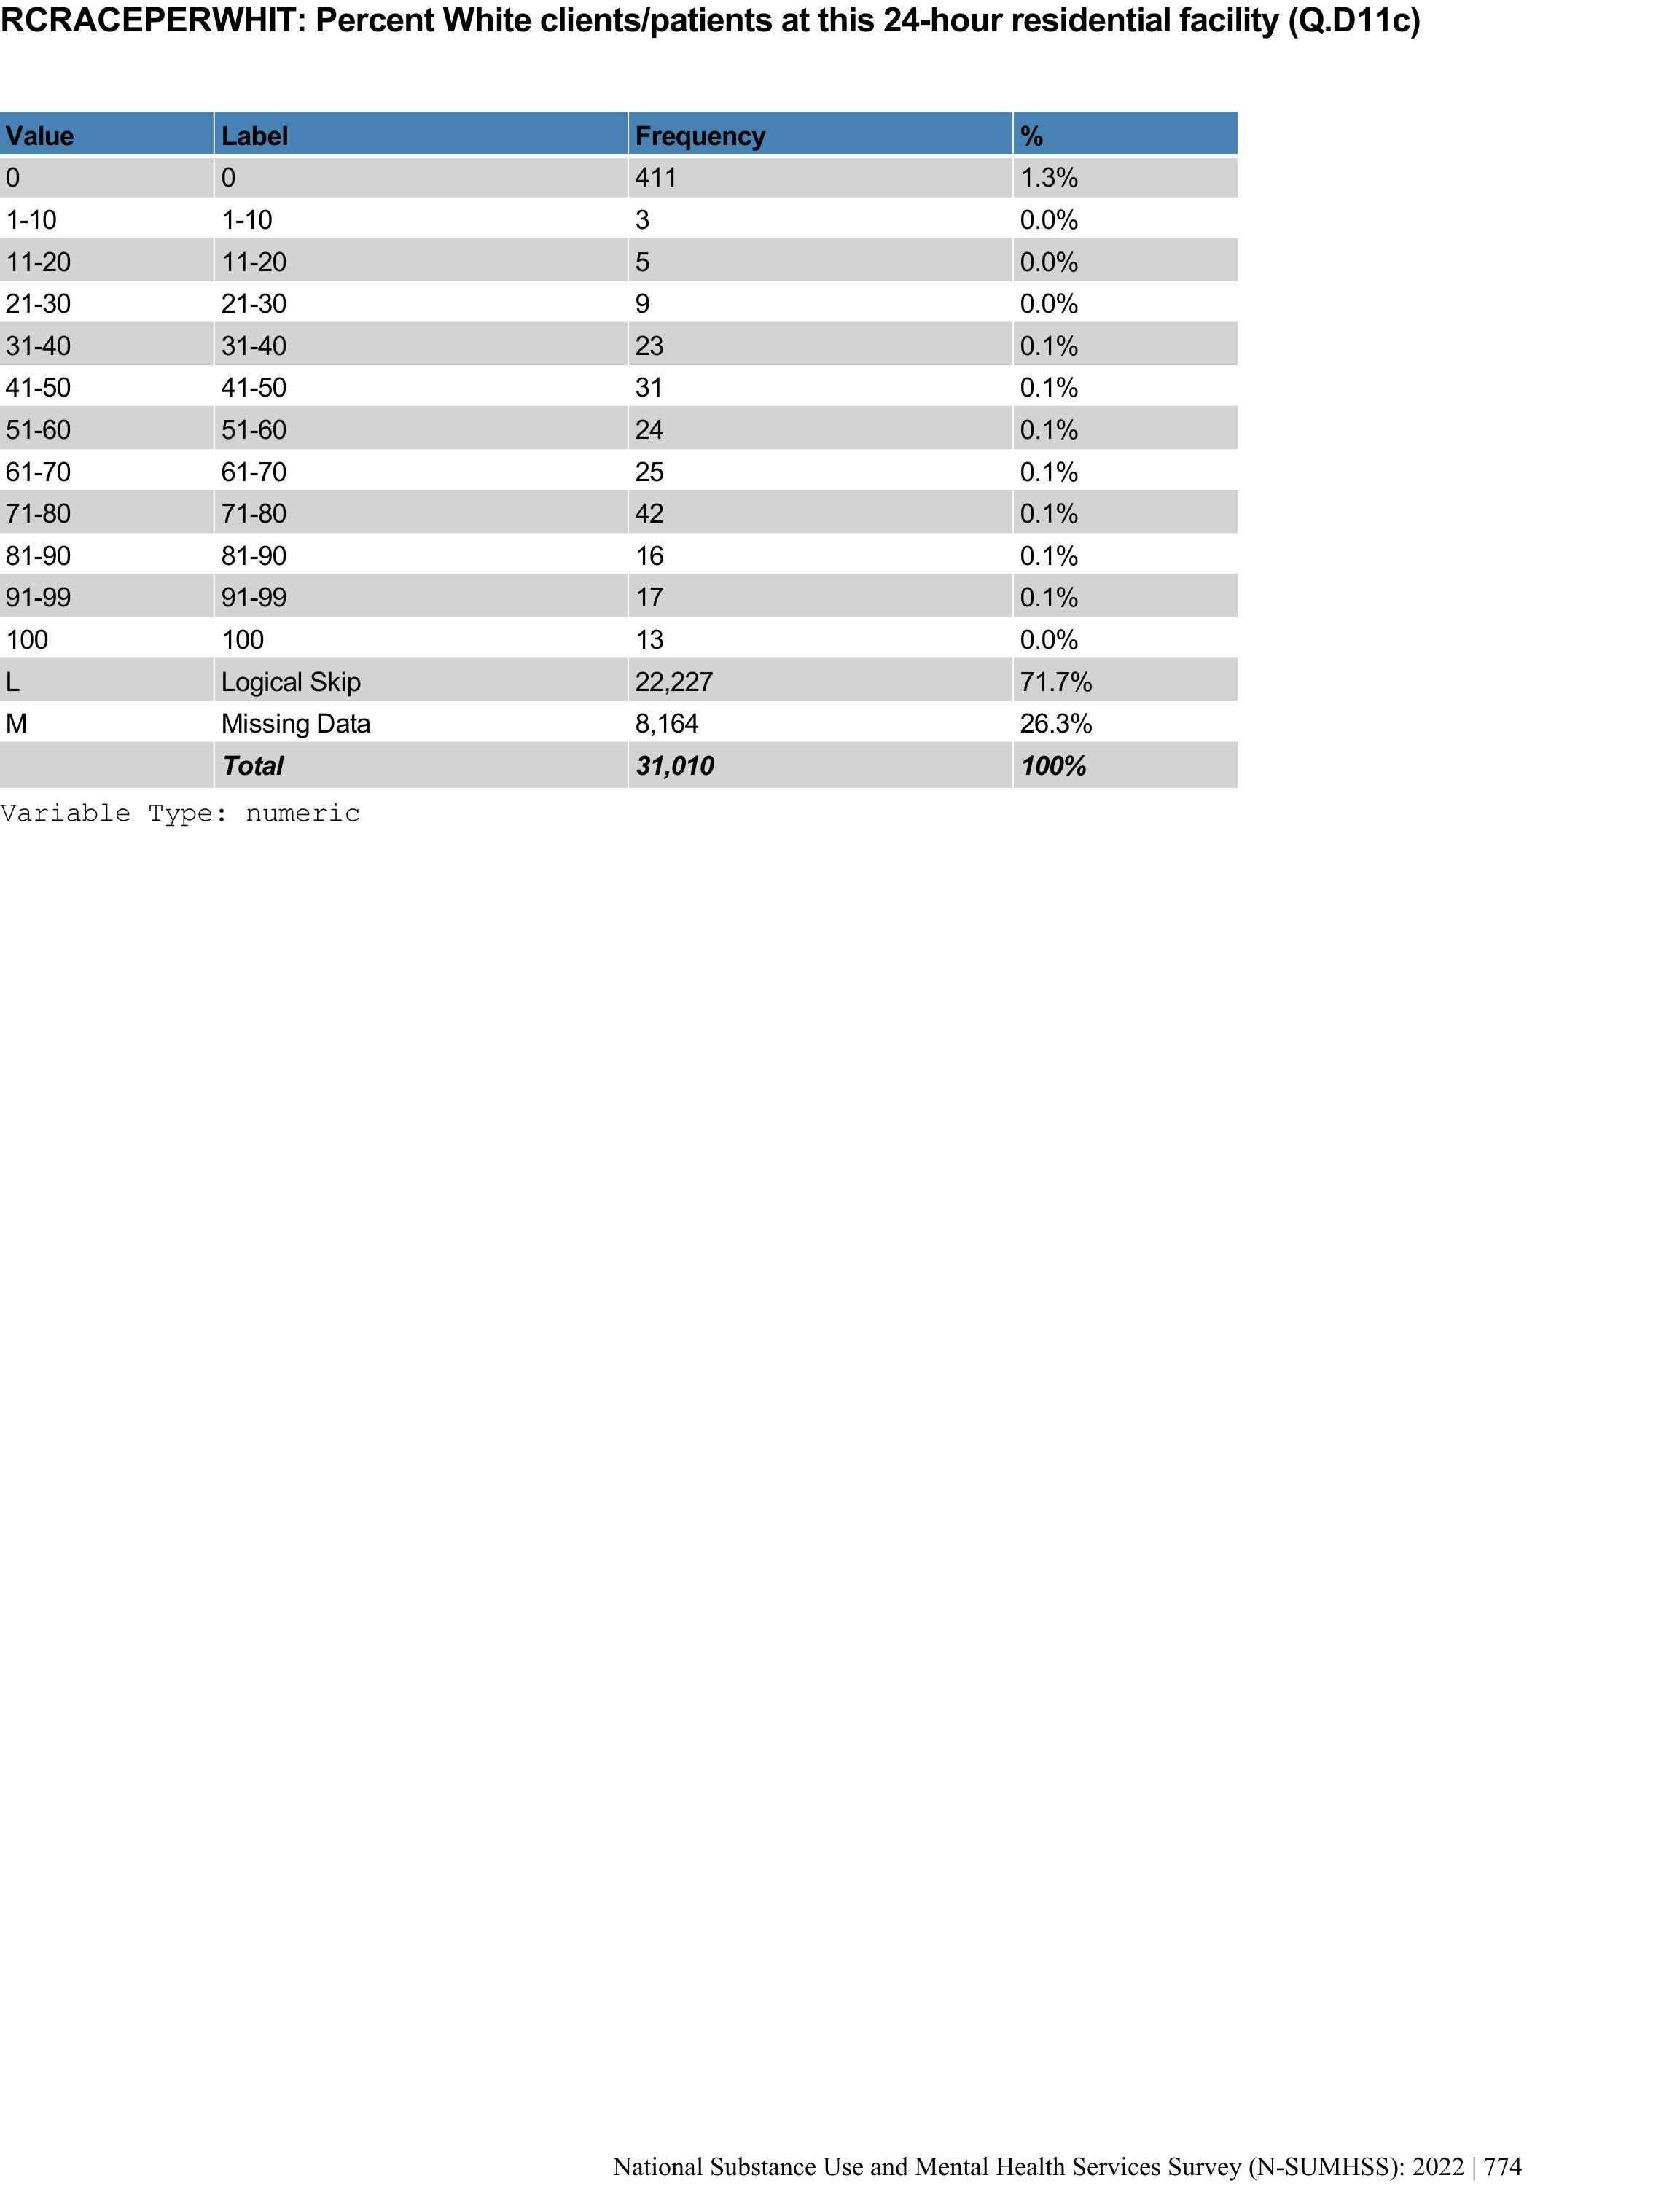 RCRACEPERWHIT: Percent White clients/patients at this 24-hour residential facility (Q.D11c)
Value Label Frequency %
0 0 411 1.3%
1-10 1-10 3 0.0%
11-20 11-20 5 0.0%
21-30 21-30 9 0.0%
31-40 31-40 23 0.1%
41-50 41-50 31 0.1%
51-60 51-60 24 0.1%
61-70 61-70 25 0.1%
71-80 71-80 42 0.1%
81-90 81-90 16 0.1%
91-99 91-99 17 0.1%
100 100 13 0.0%
L Logical Skip 22,227 71.7%
M Missing Data 8,164 26.3%
Total 31,010 100%
Variable Type: numeric
National Substance Use and Mental Health Services Survey (N-SUMHSS): 2022 | 774